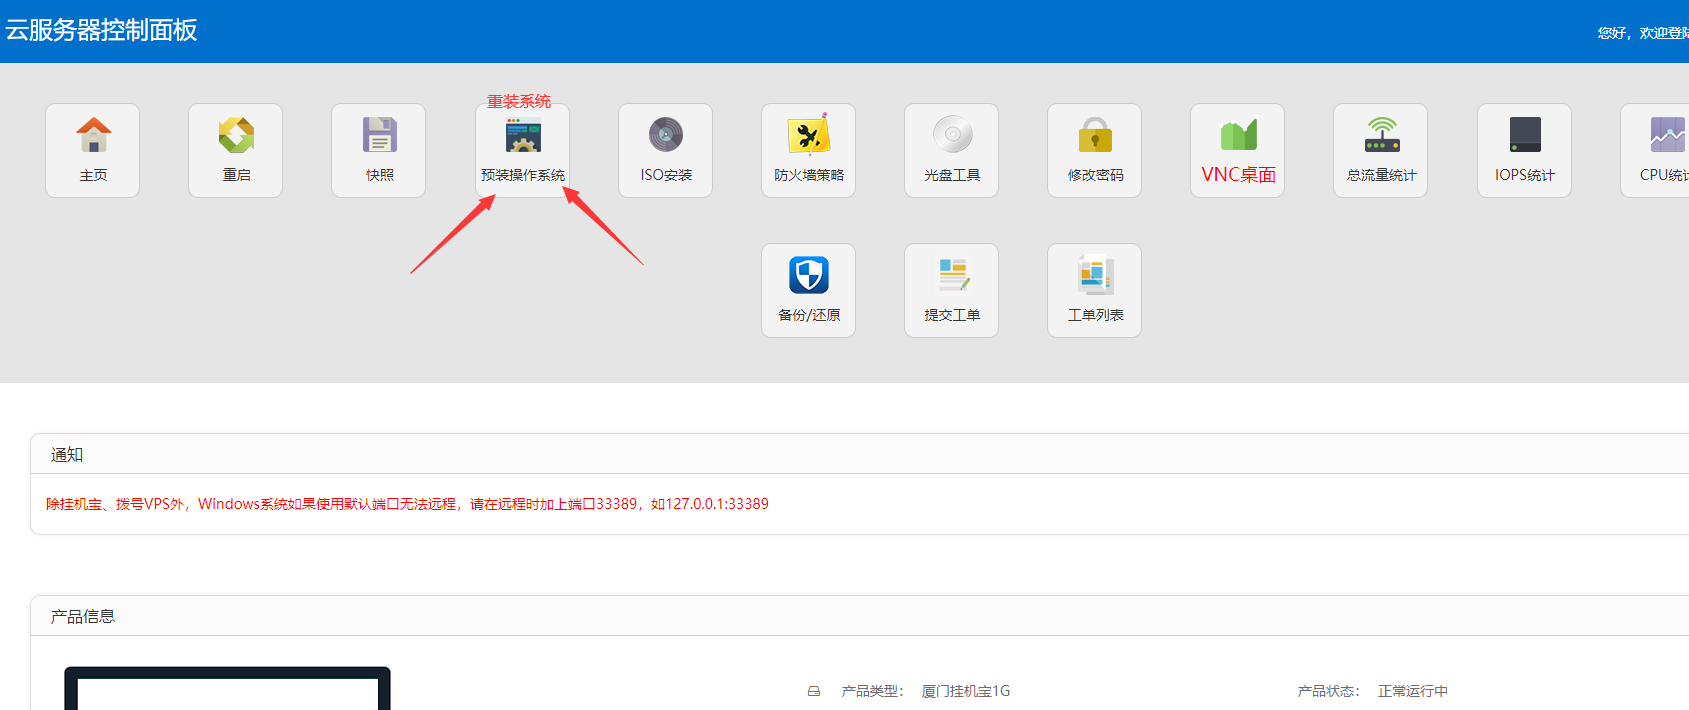 云服务器控制面板
您好，欢迎登
重装系统
主页
重启
快照
预装操作系统
ISO安装
防火墙策略
光盘工具
修改密码
VNC桌面
总流量统计
IOPS统计
CPU统
备份/还原
提交工单
工单列表
通知
除挂机宝、拨号VPS外，Windows系统如果使用默认端口无法远程，请在远程时加上端口33389，如127.0.0.1:33389
产品信息
产品类型： 厦门挂机宝1G
产品状态： 正常运行中